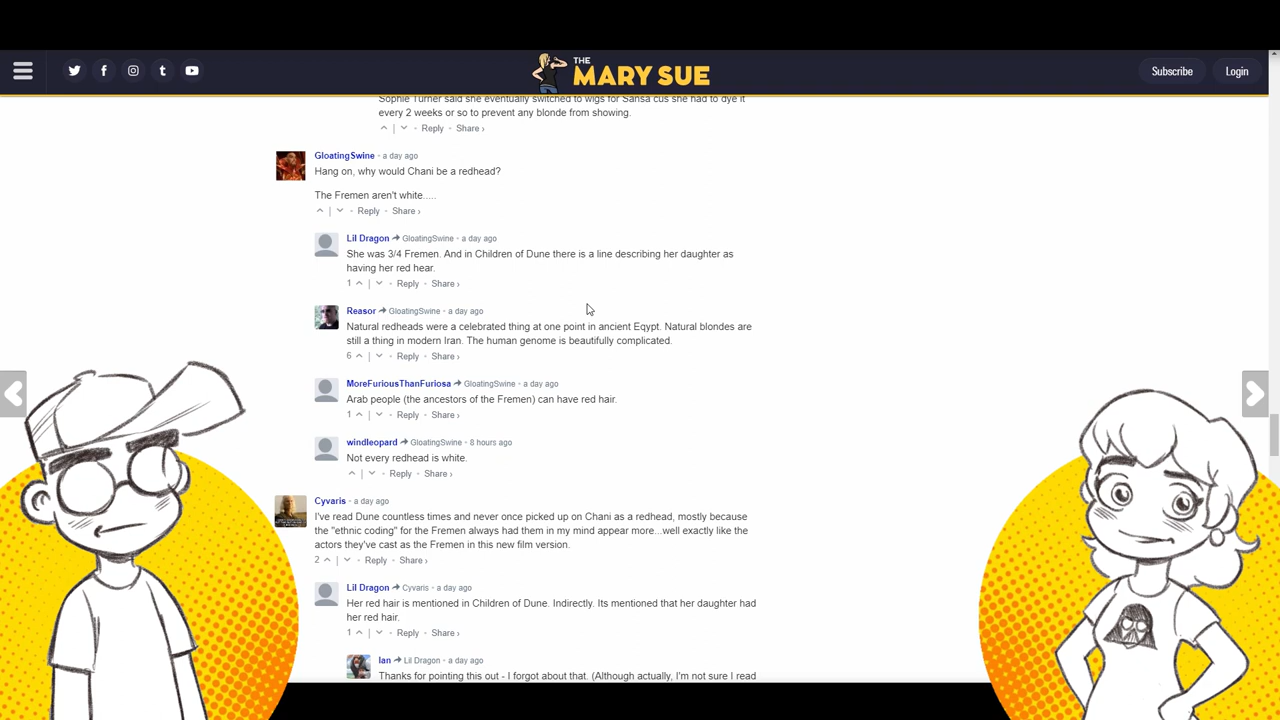 THE
MARY SUE
Subscribe
Login
Sophie Turner said she eventually switched to wigs for Sansa cus she had to dye it
every 2 weeks or so to prevent any blonde from showing.
Reply Share ›
GloatingSwine • a day ago
Hang on, why would Chani be a redhead?
The Fremen aren't white.....
Reply • Share ›
Lil Dragon GloatingSwine • a day ago
She was 3/4 Fremen. And in Children of Dune there is a line describing her daughter as
having her red hear.
1 Reply • Share ›
Reasor GloatingSwine • a day ago
Natural redheads were a celebrated thing at one point in ancient Eqypt. Natural blondes are
still a thing in modern Iran. The human genome is beautifully complicated.
6 Reply • Share ›
MoreFuriousThanFuriosa GloatingSwine • a day ago
Arab people (the ancestors of the Fremen) can have red hair.
1 Reply • Share ›
windleopard GloatingSwine • 8 hours ago
Not every redhead is white.
Reply • Share ›
Cyvaris • a day ago
I've read Dune countless times and never once picked up on Chani as a redhead, mostly because
the "ethnic coding" for the Fremen always had them in my mind appear more...well exactly like the
actors they've cast as the Fremen in this new film version.
2 Reply • Share ›
Lil Dragon Cyvaris • a day ago
Her red hair is mentioned in Children of Dune. Indirectly. Its mentioned that her daughter had
her red hair.
1 Reply • Share ›
Ian Lil Dragon • a day ago
Thanks for pointing this out - I forgot about that. (Although actually, I'm not sure I read